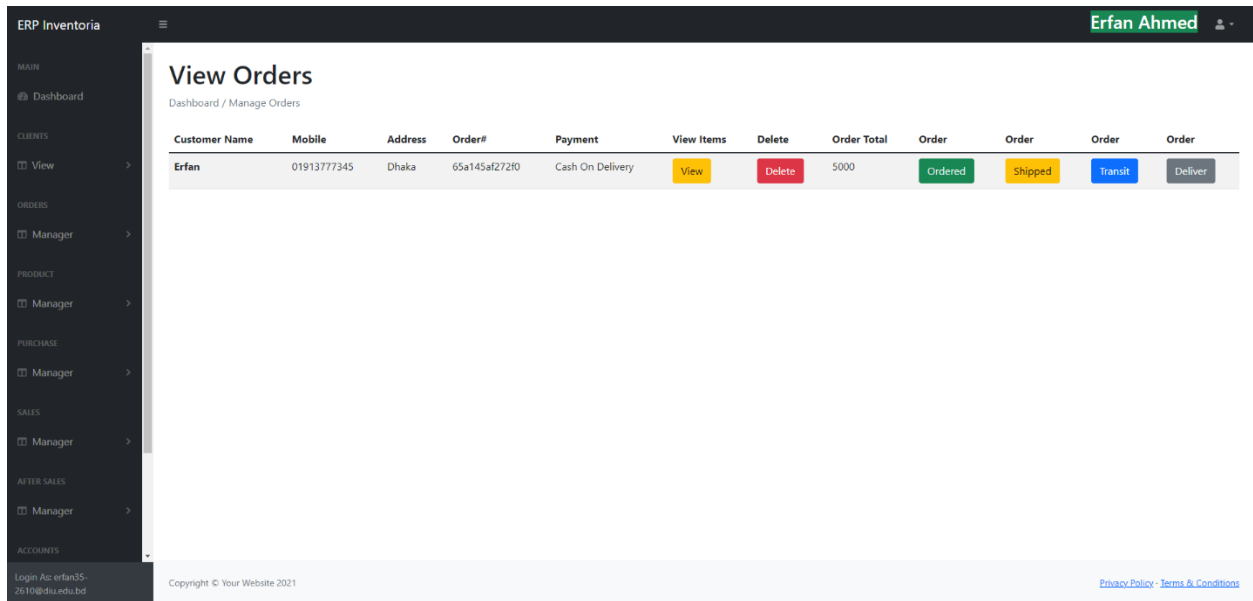 ERP Inventoria
Erfan Ahmed
MAIN
Dashboard
CLIENTS
View
ORDERS
Manager
PRODUCT
Manager
PURCHASE
Manager
SALES
Manager
AFTER SALES
Manager
ACCOUNTS
Login As: erfan35-
2610@diu.edu.bd
View Orders
Dashboard / Manage Orders
Customer Name Mobile Address Order# Payment View Items Delete Order Total Order Order Order Order
Erfan 01913777345 Dhaka 65a145af272f0 Cash On Delivery View Delete 5000 Ordered Shipped Transit Deliver
Copyright © Your Website 2021
Privacy Policy · Terms & Conditions